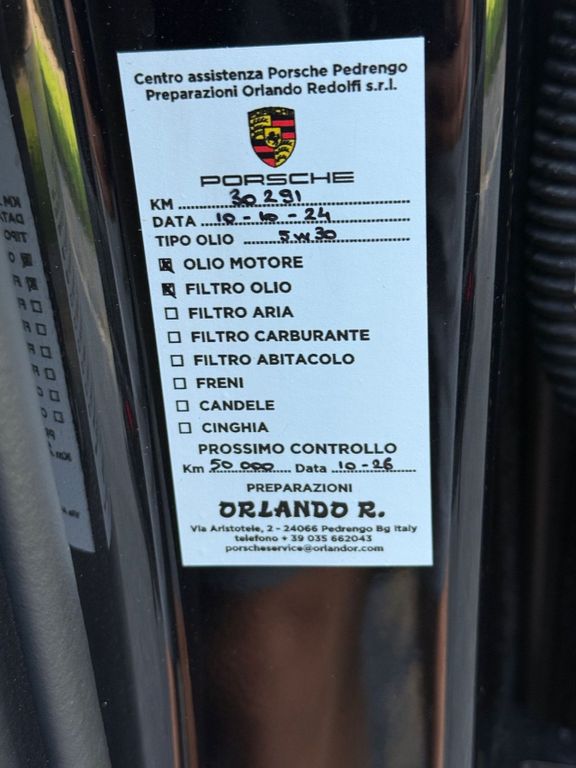 Centro assistenza Porsche Pedrengo
Preparazioni Orlando Redolfi s.r.l.
PORSCHE
KM 30291
DATA 10-10-24
TIPO OLIO 5W30
OLIO MOTORE
FILTRO OLIO
FILTRO ARIA
FILTRO CARBURANTE
FILTRO ABITACOLO
FRENI
CANDELE
CINGHIA
PROSSIMO CONTROLLO
Km 50 000 Data 10-26
PREPARAZIONI
ORLANDO R.
Via Aristotele, 2 - 24066 Pedrengo Bg Italy
telefono + 39 035 662043
porscheservice@orlandor.com